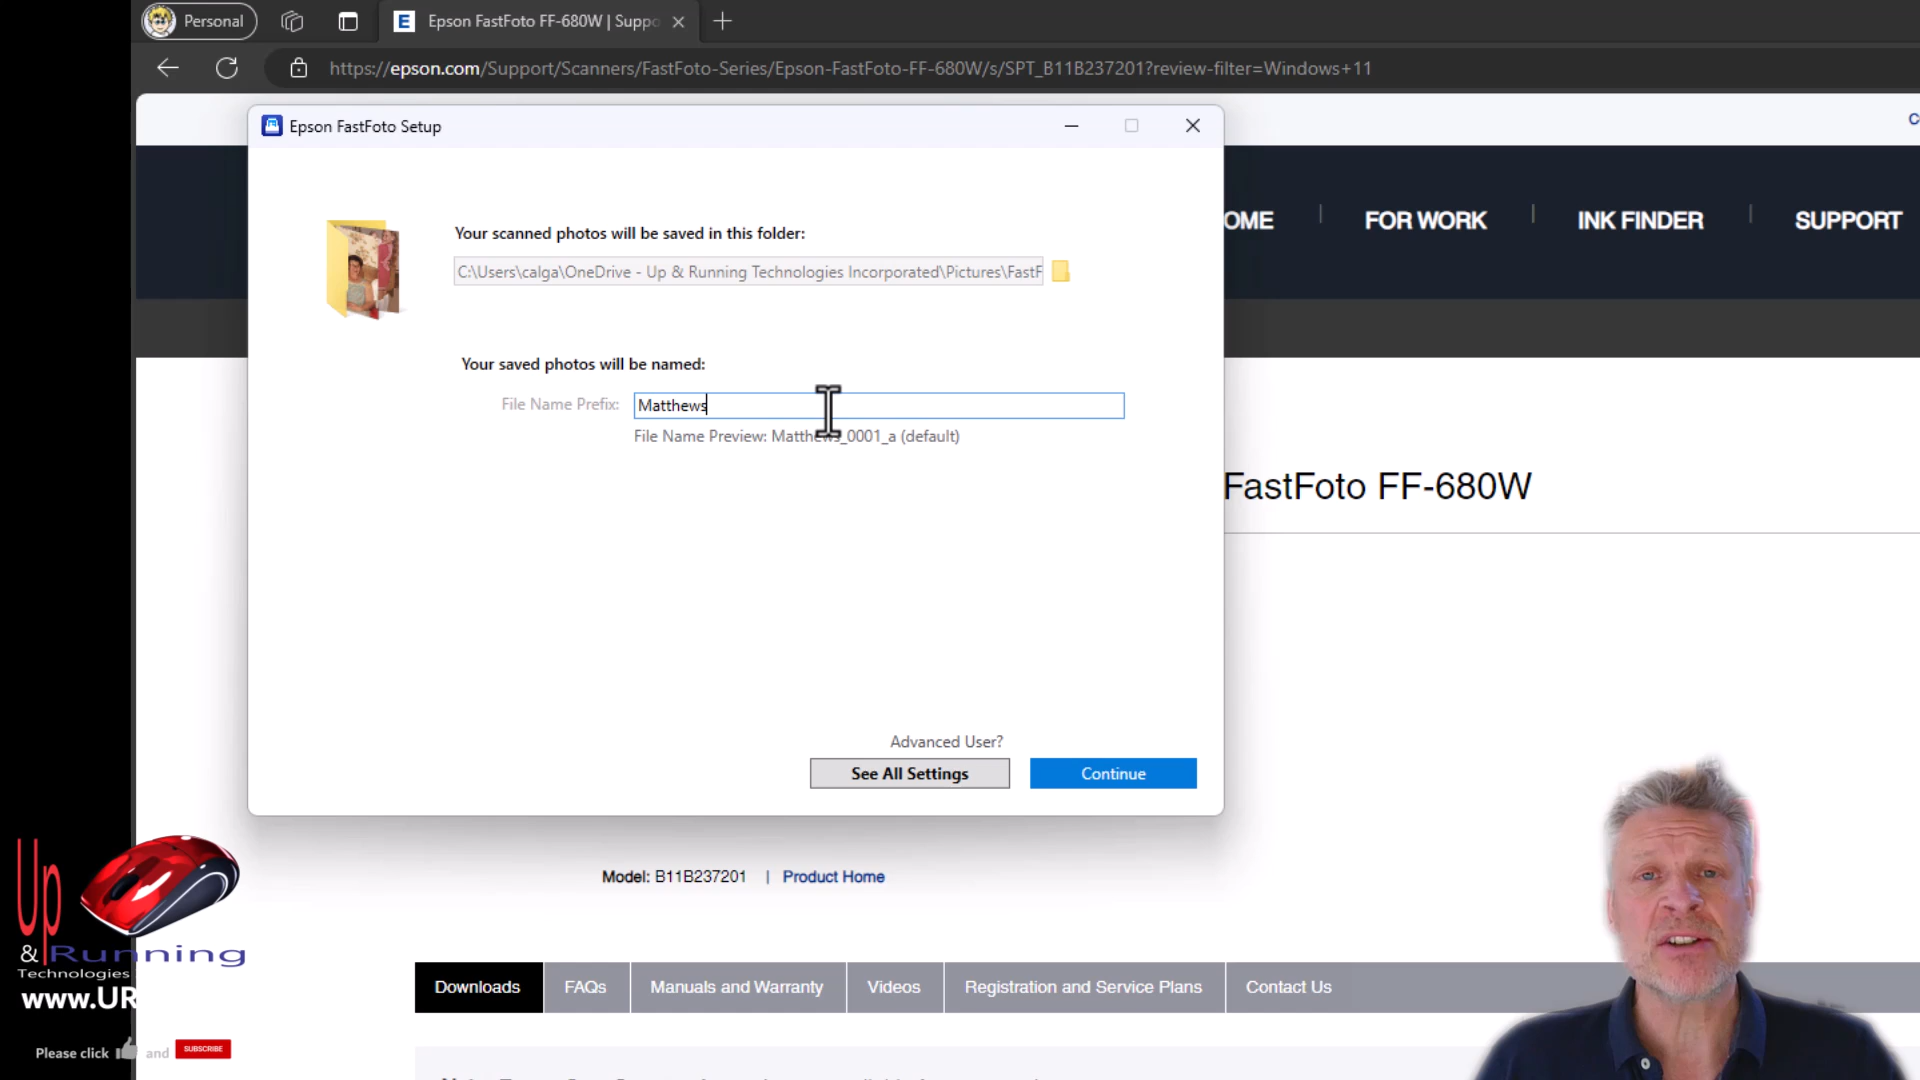 Personal
Epson FastFoto FF-680W | Suppo
https://epson.com/Support/Scanners/FastFoto-Series/Epson-FastFoto-FF-680W/s/SPT_B11B237201?review-filter=Windows+11
Epson FastFoto Setup
OME | FOR WORK | INK FINDER | SUPPORT
Your scanned photos will be saved in this folder:
C:\Users\calga\OneDrive - Up & Running Technologies Incorporated\Pictures\FastF
Your saved photos will be named:
File Name Prefix: Matthews
File Name Preview: Matthews_0001_a (default)
FastFoto FF-680W
Advanced User?
See All Settings Continue
Model: B11B237201 | Product Home
Up
& Running
Technologies
www.UR
Downloads FAQs Manuals and Warranty Videos Registration and Service Plans Contact Us
Please click and SUBSCRIBE